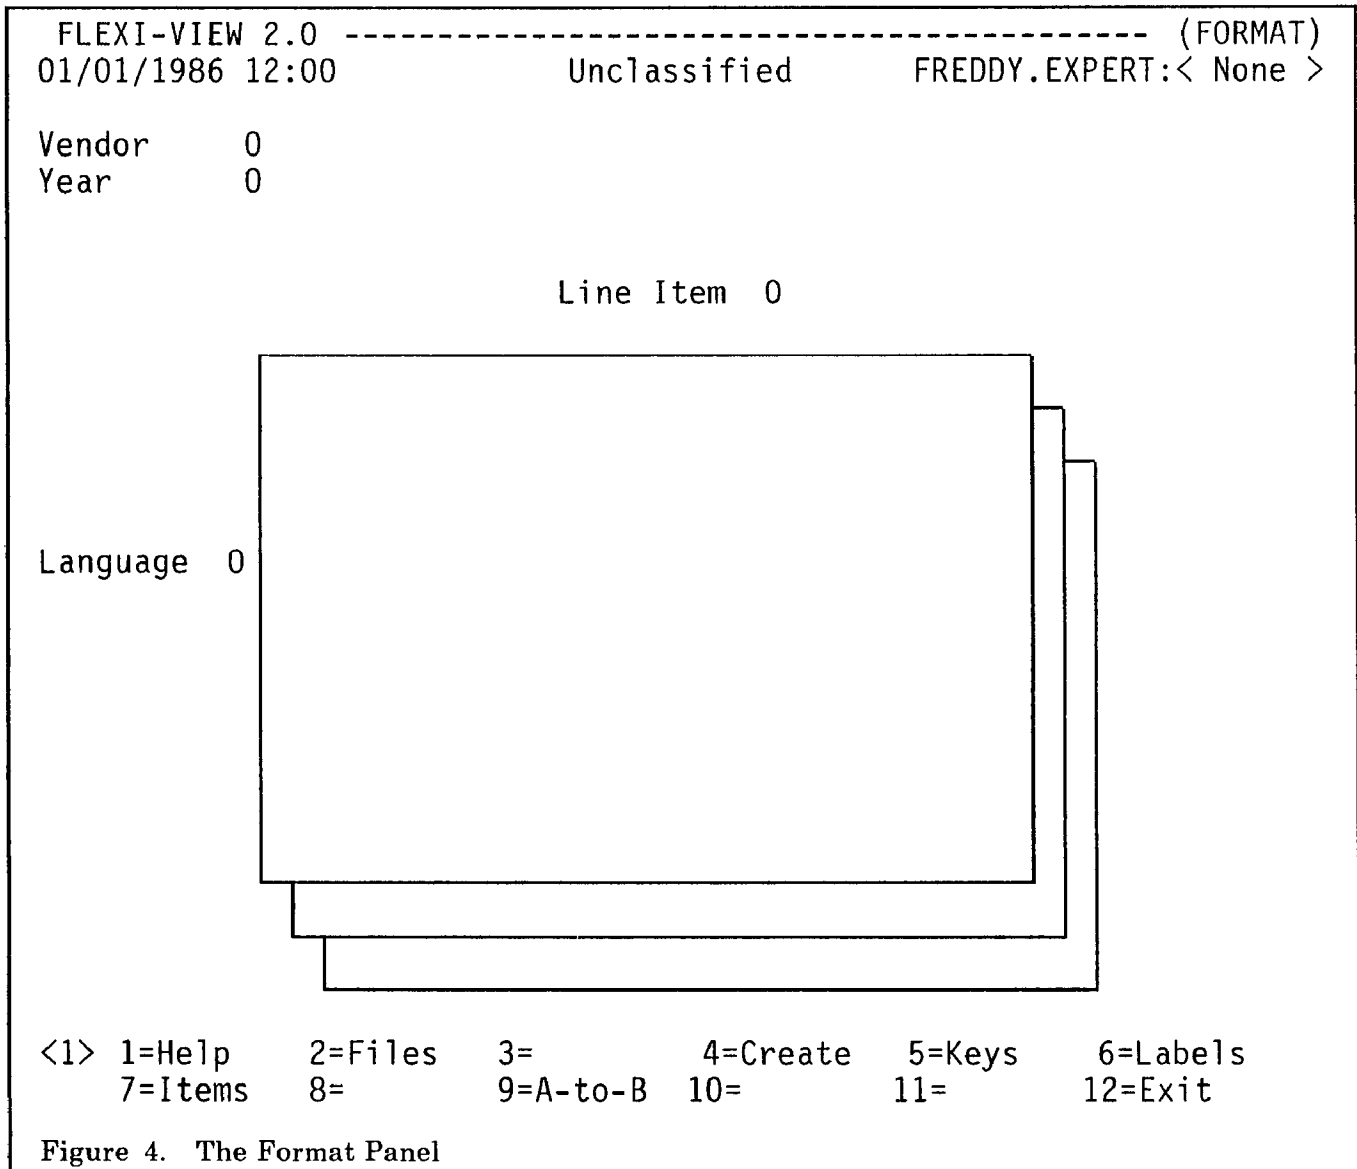 FLEXI-VIEW 2.0 ------------------------------------------- (FORMAT)
01/01/1986 12:00 Unclassified FREDDY.EXPERT:< None >
Vendor 0
Year 0
Line Item 0
Language 0
<1> 1=Help 2=Files 3= 4=Create 5=Keys 6=Labels
7=Items 8= 9=A-to-B 10= 11= 12=Exit
Figure 4. The Format Panel